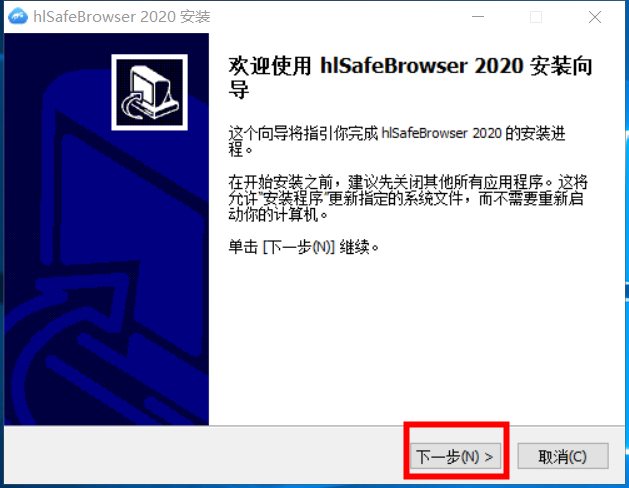 hlSafeBrowser 2020 安装
欢迎使用 hlSafeBrowser 2020 安装向
导
这个向导将指引你完成 hlSafeBrowser 2020 的安装进
程。
在开始安装之前，建议先关闭其他所有应用程序。这将
允许“安装程序”更新指定的系统文件，而不需要重新启
动你的计算机。
单击 [下一步(N)] 继续。
下一步(N) >
取消(C)